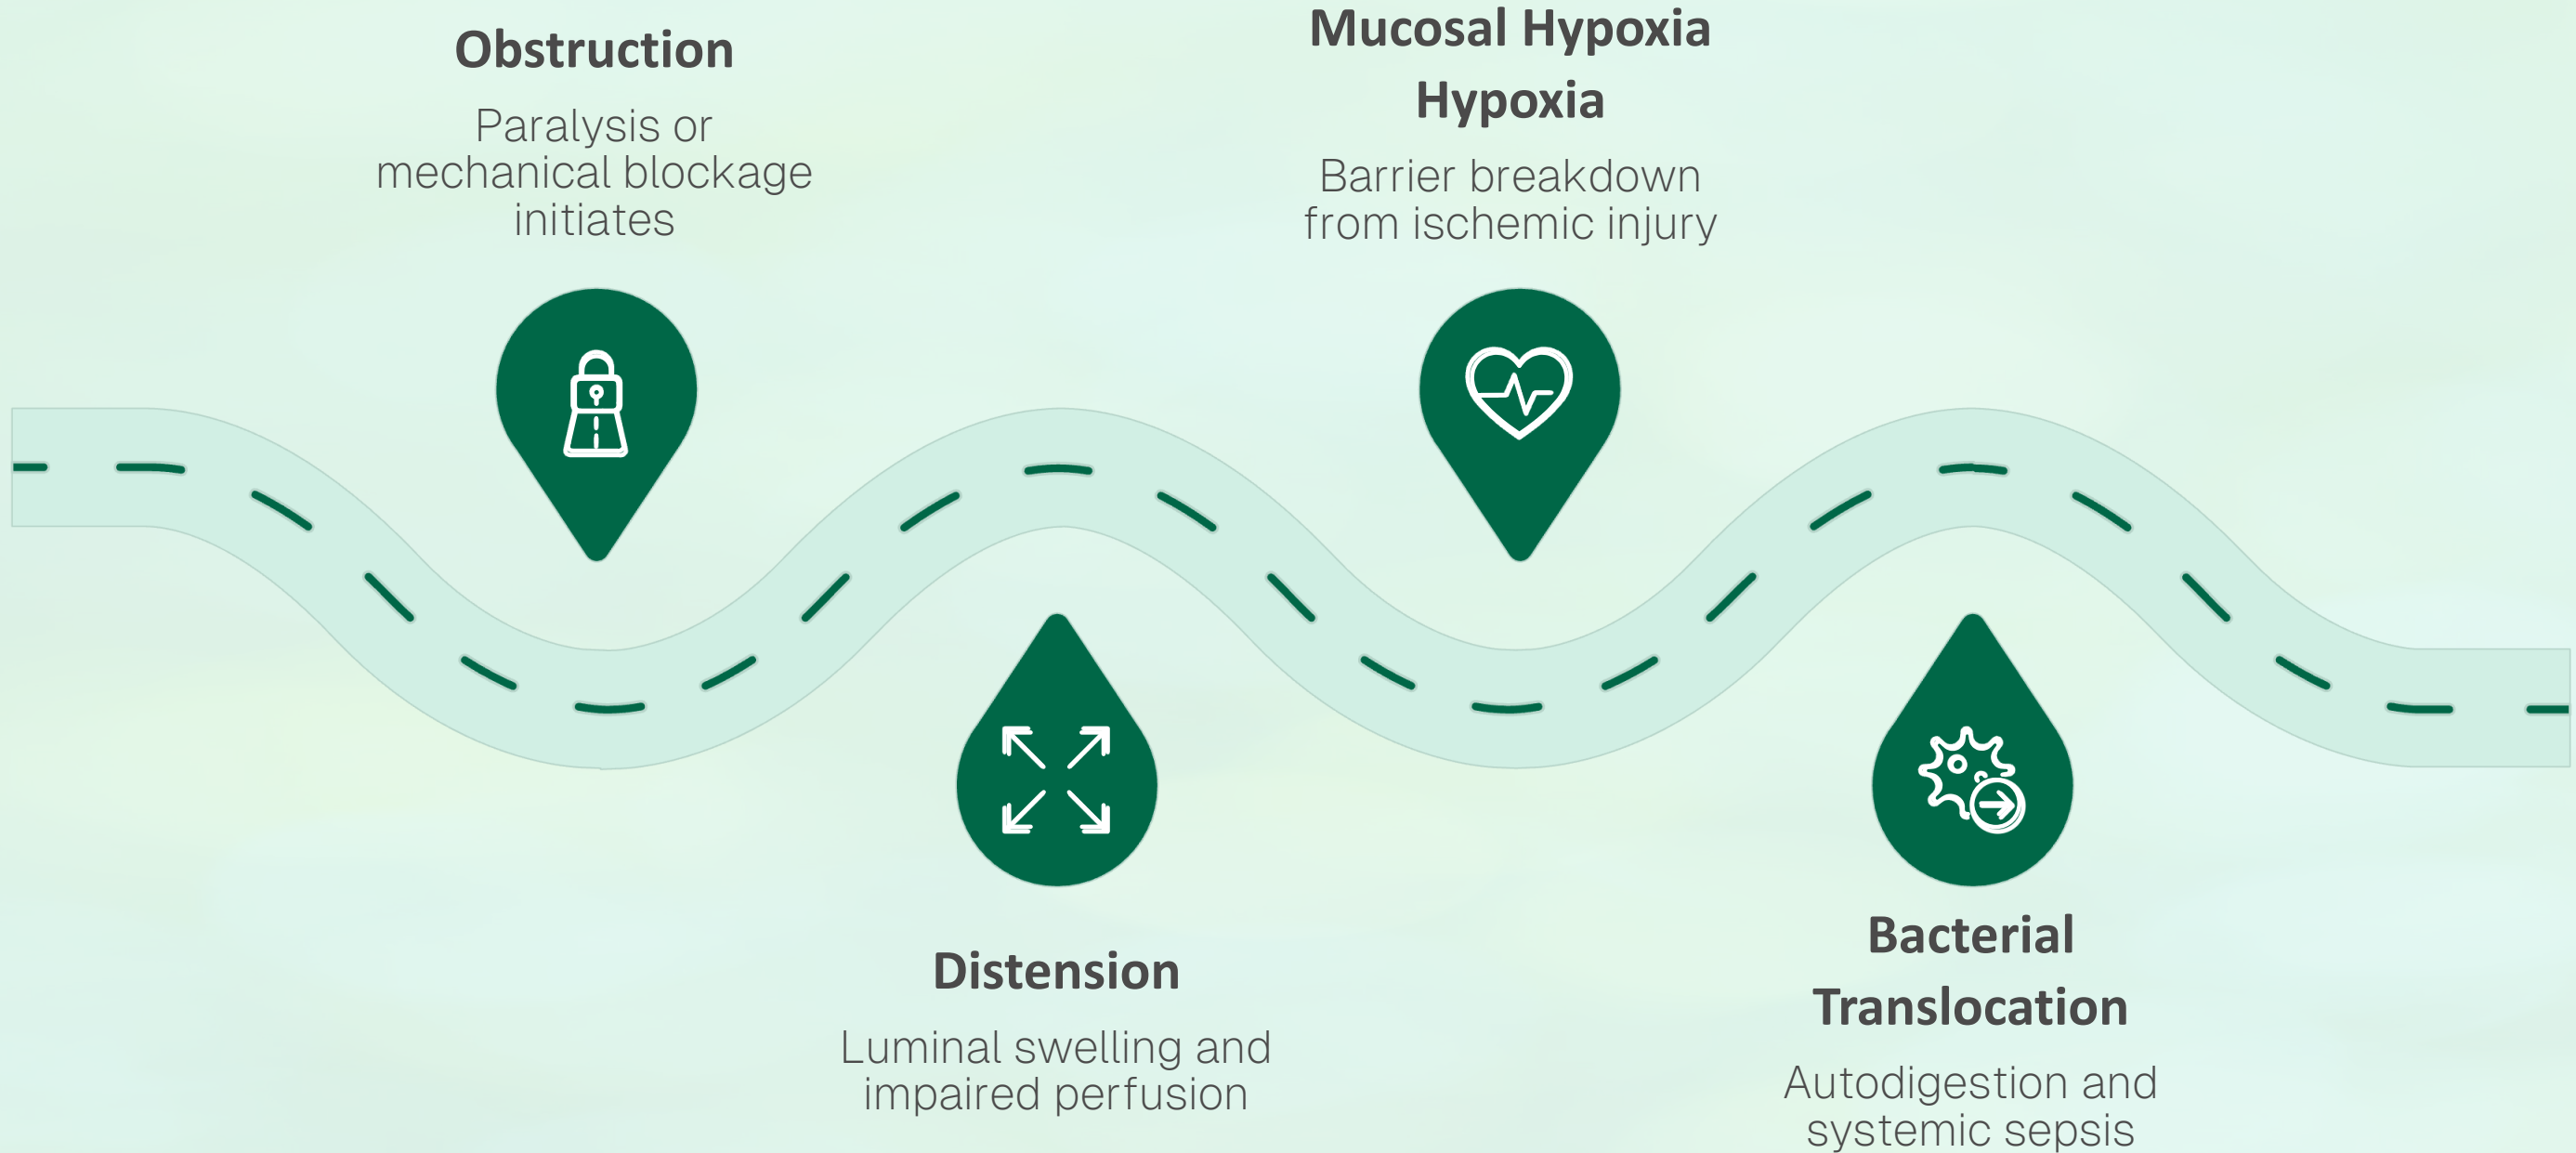 Obstruction
Paralysis or
mechanical blockage
initiates
Distension
Luminal swelling and
impaired perfusion
Mucosal Hypoxia
Hypoxia
Barrier breakdown
from ischemic injury
Bacterial
Translocation
Autodigestion and
systemic sepsis